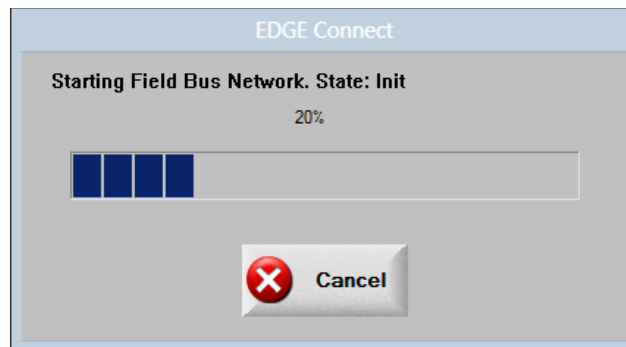 EDGE Connect
Starting Field Bus Network. State: Init
20%
Cancel